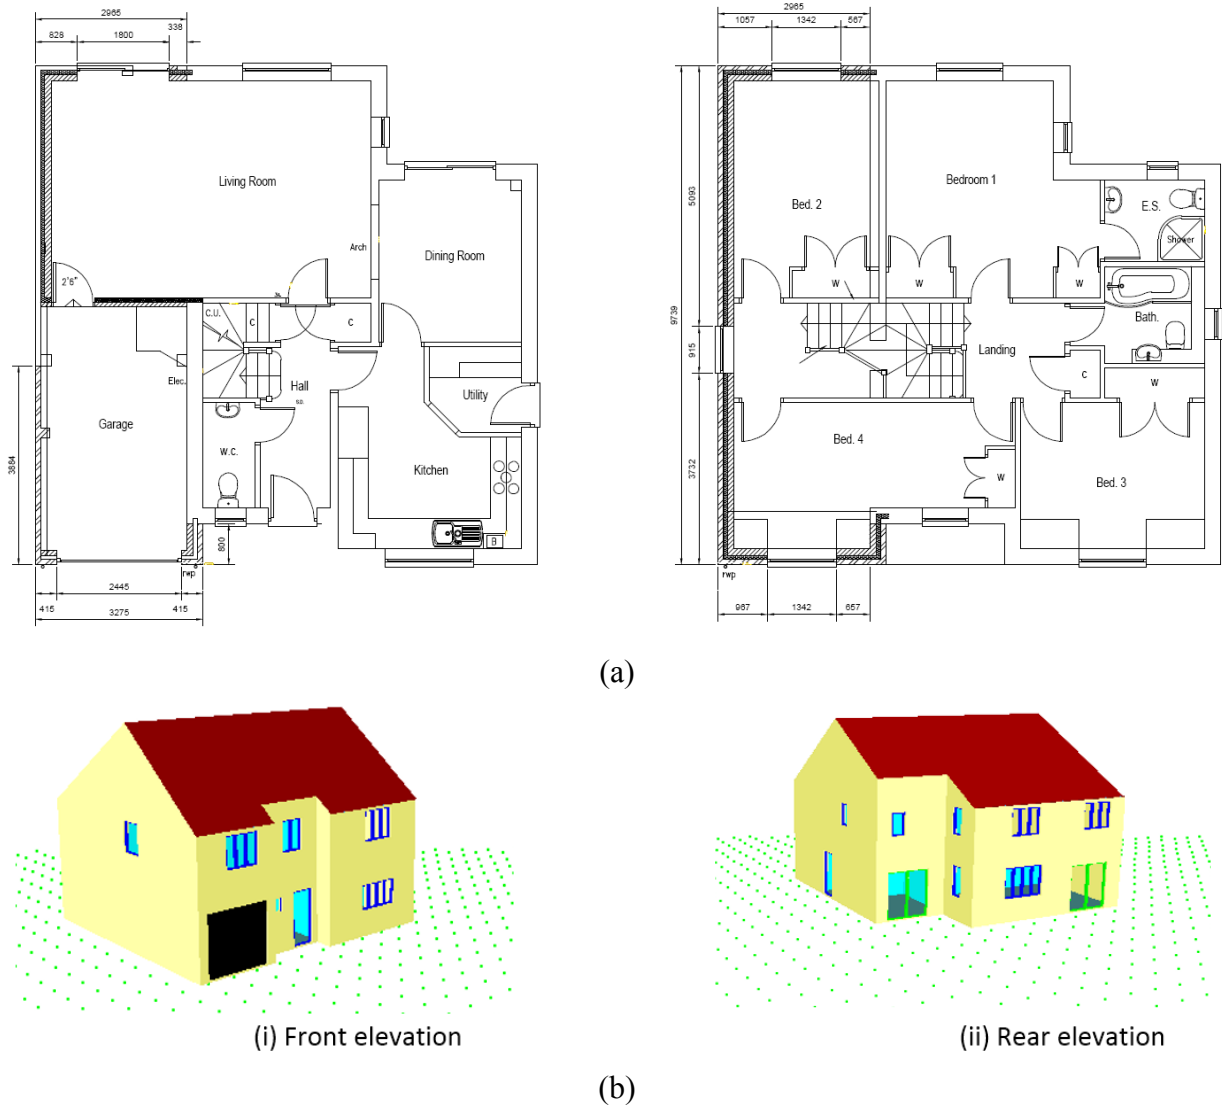 2965
338
828 1800
Living Room
Arch
2'6"
Dining Room
C.U.
C
C
Elec.
Hall
S.D.
Utility
Garage
W.C.
Kitchen
3884
800
B
rwp
2445
415 415
3275
2965
1057 1342 567
5093
9739
915
3732
Bed. 2
Bedroom 1
E.S.
Shower
W
W
W
Bath.
Landing
C
W
Bed. 4
W
Bed. 3
rwp
967 1342 657
(a)
(i) Front elevation
(ii) Rear elevation
(b)